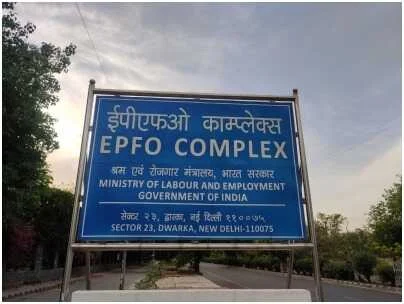 ईपीएफओ काम्प्लेक्स
EPFO COMPLEX
श्रम एवं रोजगार मंत्रालय, भारत सरकार
MINISTRY OF LABOUR AND EMPLOYMENT
GOVERNMENT OF INDIA
सेक्टर २३, द्वारका, नई दिल्ली ११००७५
SECTOR 23, DWARKA, NEW DELHI-110075